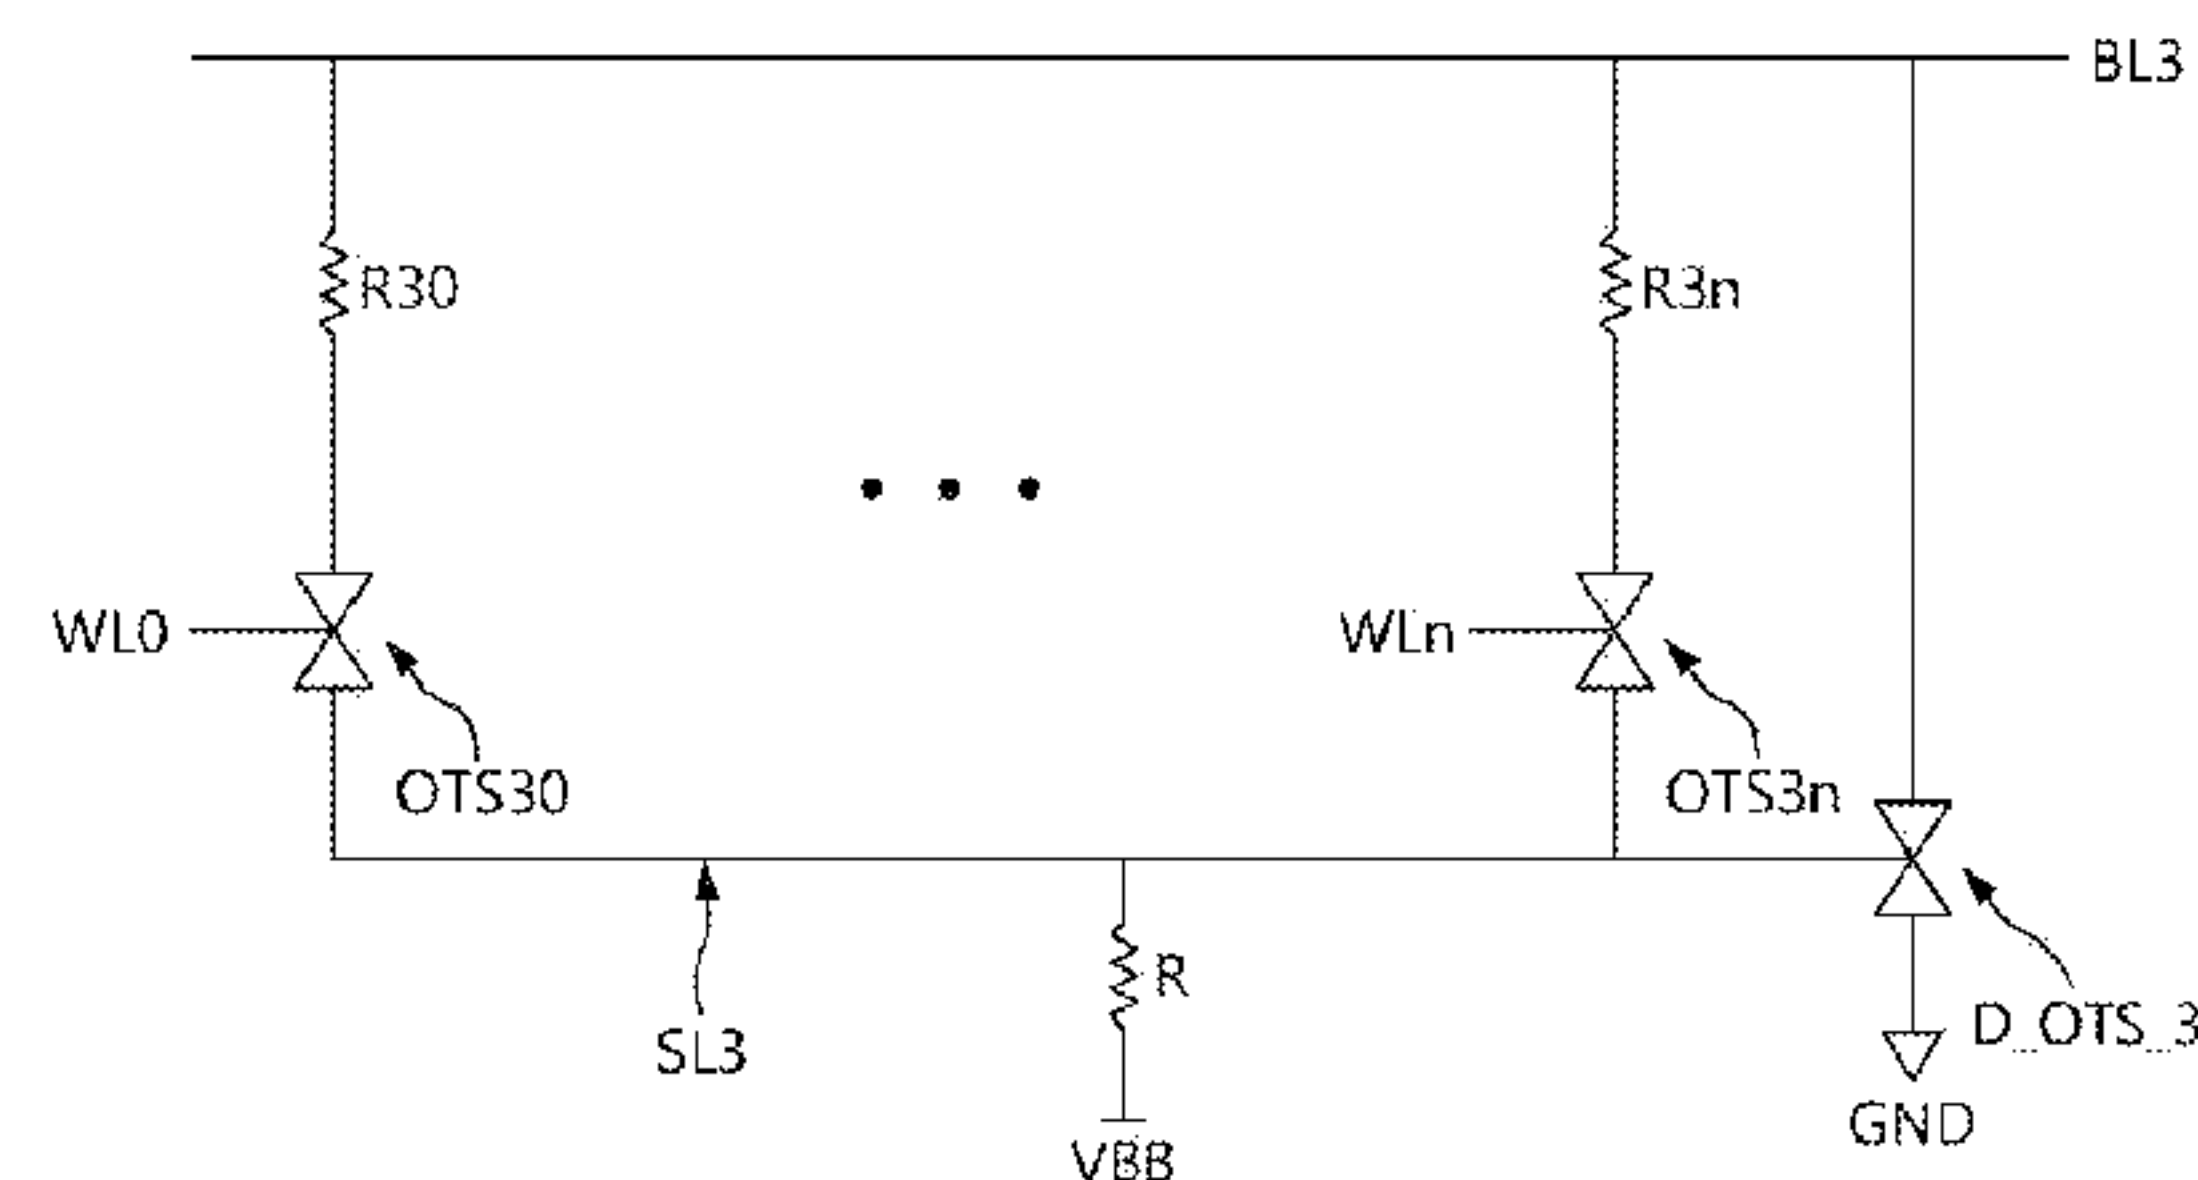 BL3
R30
R3n
WL0
WLn
OTS30
OTS3n
R
D_OTS_3
SL3
GND
VBB